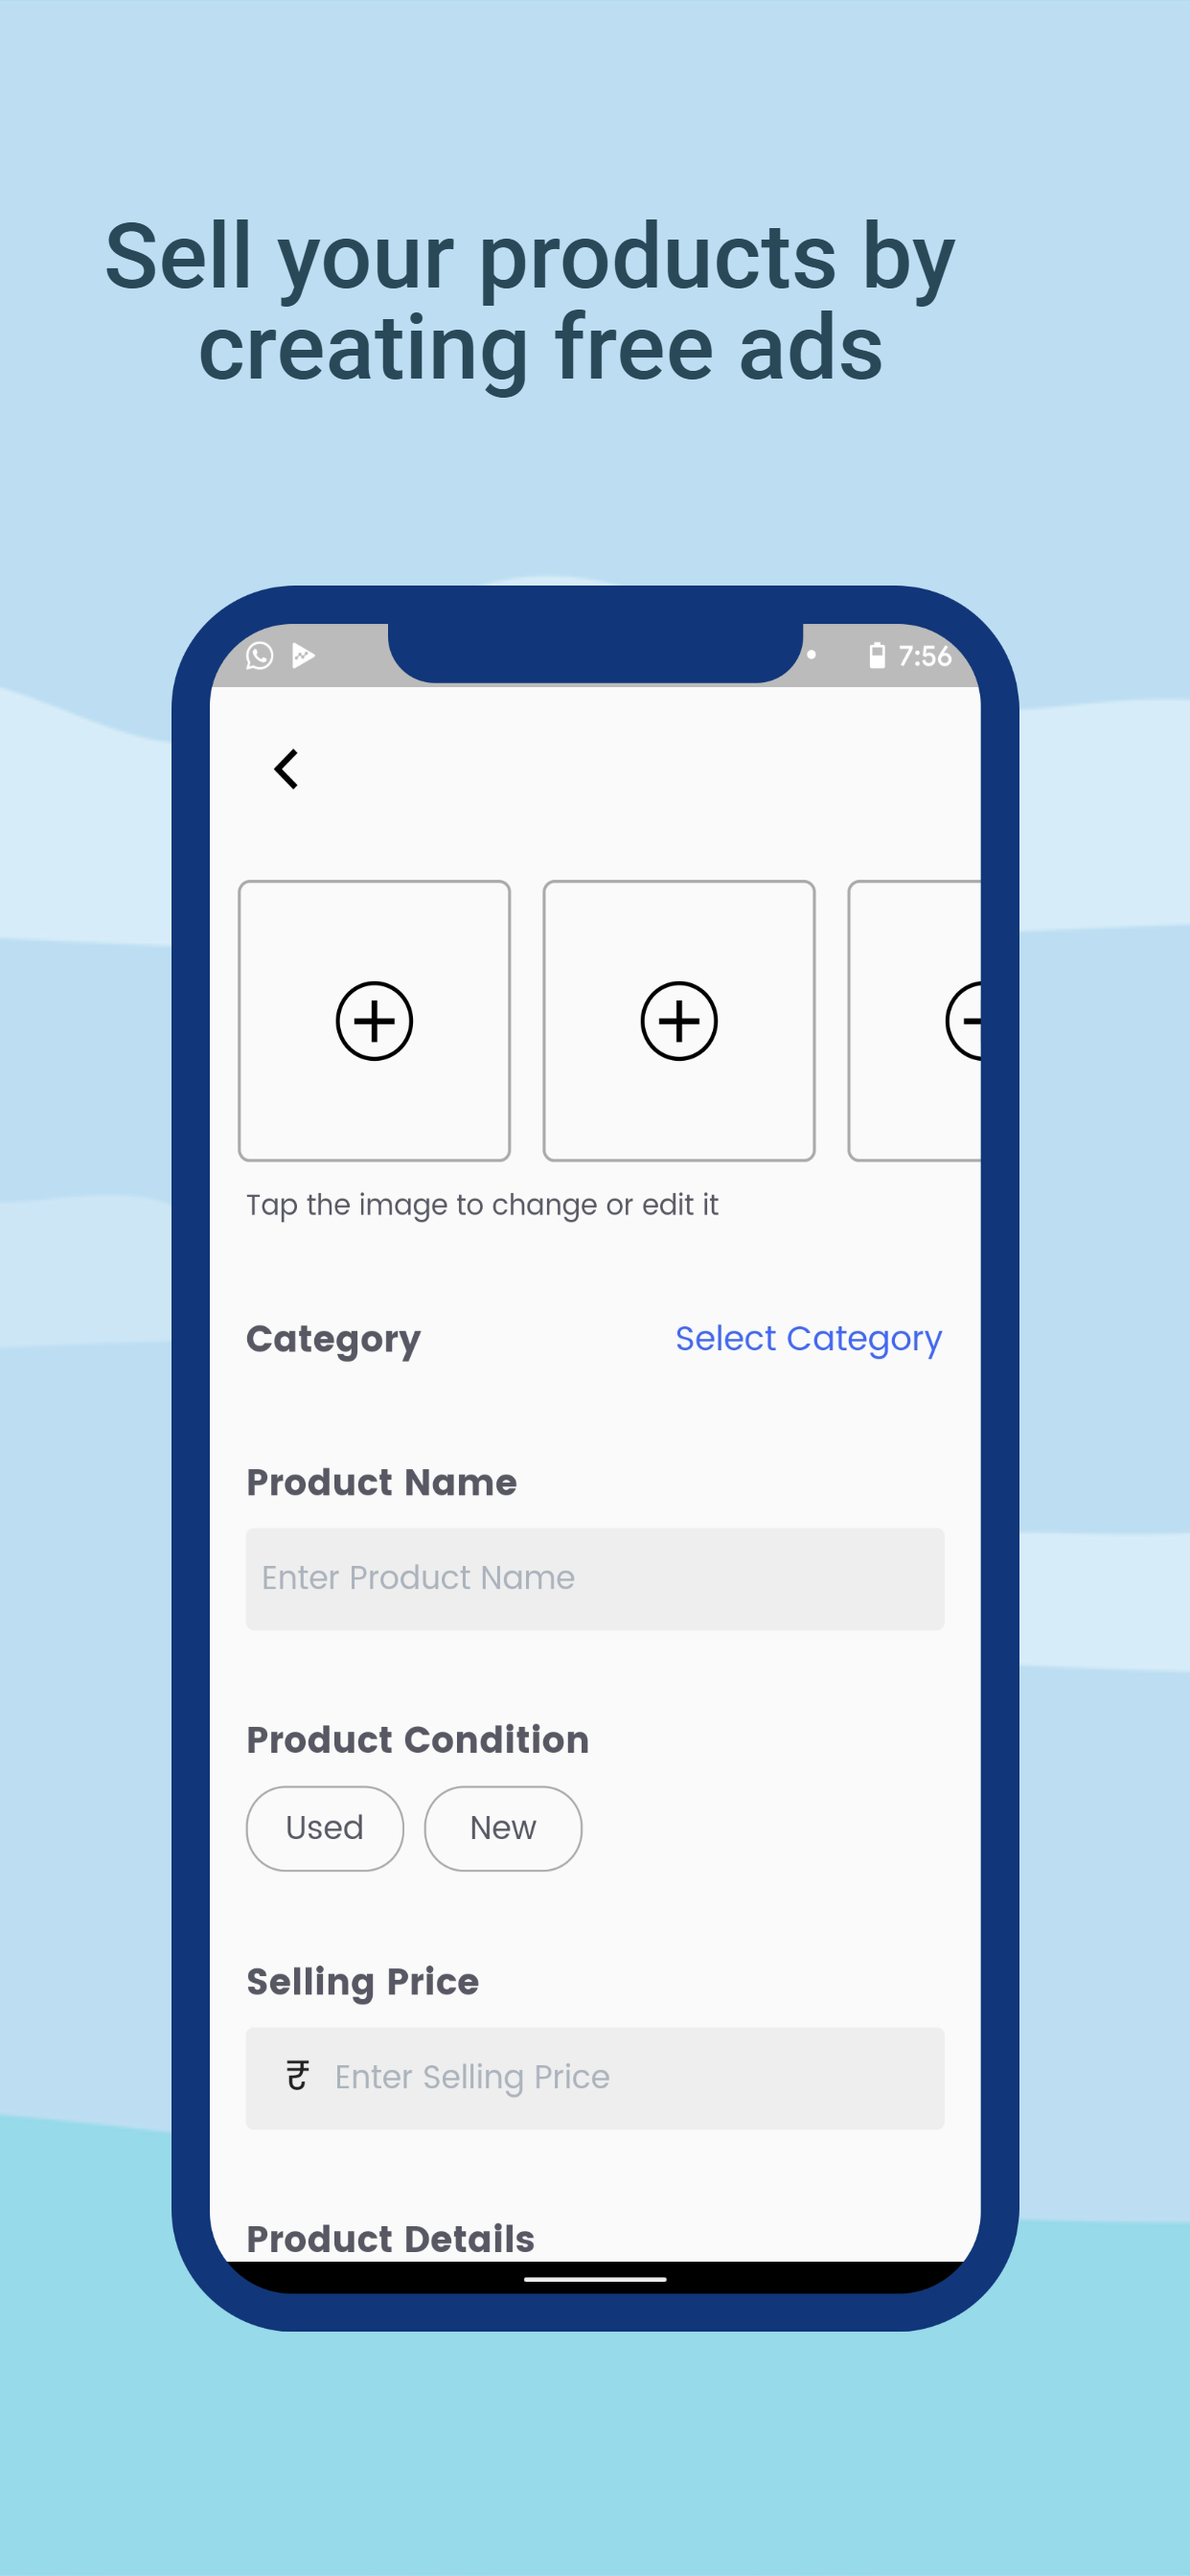 Sell your products by
creating free ads
7:56
Tap the image to change or edit it
Category
Select Category
Product Name
Enter Product Name
Product Condition
Used
New
Selling Price
₹ Enter Selling Price
Product Details